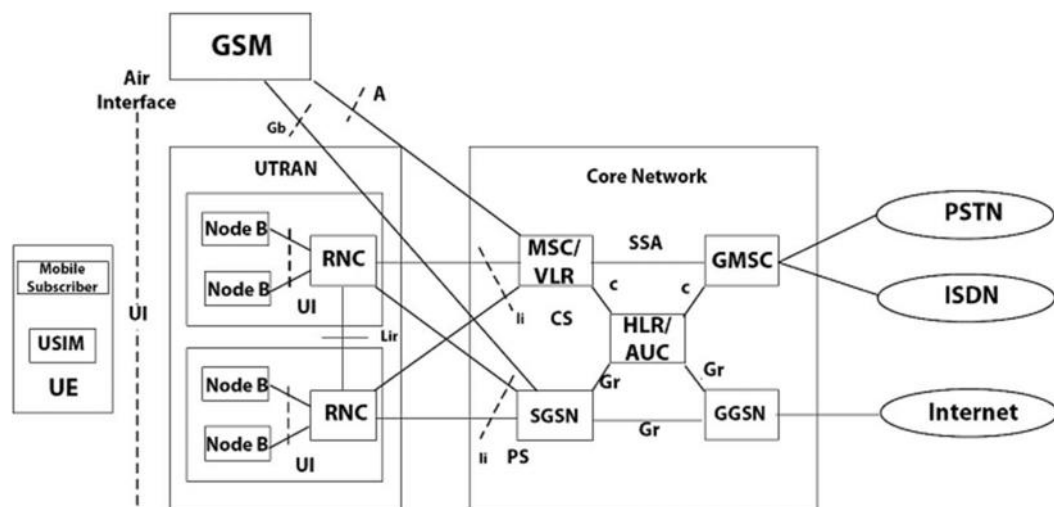 GSM
Air
Interface
A
Gb
UTRAN
Core Network
Node B
Node B
RNC
UI
MSC/
VLR
SSA
GMSC
PSTN
ISDN
Mobile
Subscriber
USIM
UE
UI
Lir
Ii
CS
c
c
HLR/
AUC
Gr
Gr
Node B
Node B
RNC
UI
Ii
PS
SGSN
Gr
GGSN
Internet